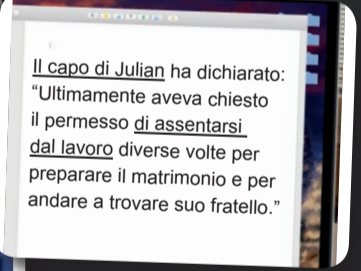 Il capo di Julian ha dichiarato:
“Ultimamente aveva chiesto
il permesso di assentarsi
dal lavoro diverse volte per
preparare il matrimonio e per
andare a trovare suo fratello.”